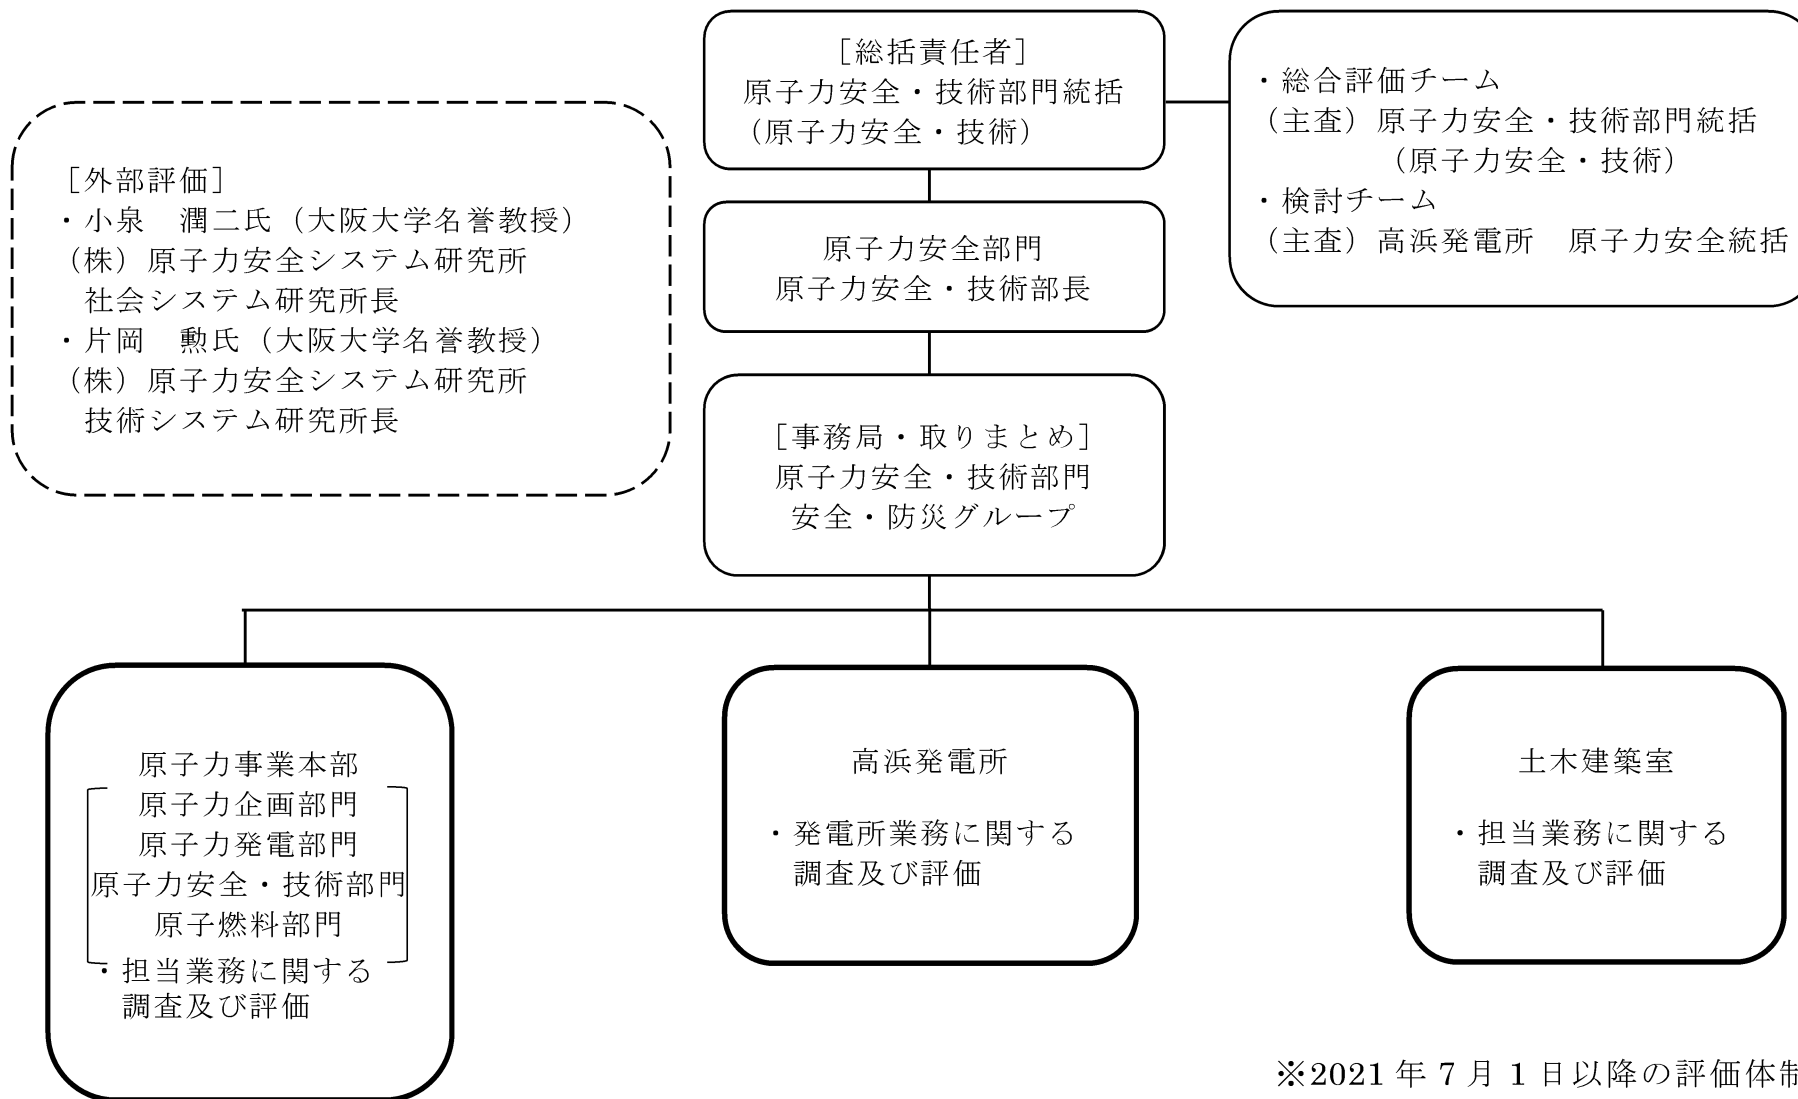 ［総括責任者］
原子力安全・技術部門統括
（原子力安全・技術）
・総合評価チーム
（主査）原子力安全・技術部門統括
（原子力安全・技術）
・検討チーム
（主査）高浜発電所　原子力安全統括
［外部評価］
・小泉　潤二氏（大阪大学名誉教授）
（株）原子力安全システム研究所
社会システム研究所長
・片岡　勲氏（大阪大学名誉教授）
（株）原子力安全システム研究所
技術システム研究所長
原子力安全部門
原子力安全・技術部長
［事務局・取りまとめ］
原子力安全・技術部門
安全・防災グループ
原子力事業本部
原子力企画部門
原子力発電部門
原子力安全・技術部門
原子燃料部門
・担当業務に関する
調査及び評価
高浜発電所
・発電所業務に関する
調査及び評価
土木建築室
・担当業務に関する
調査及び評価
※2021 年 7 月 1 日以降の評価体制